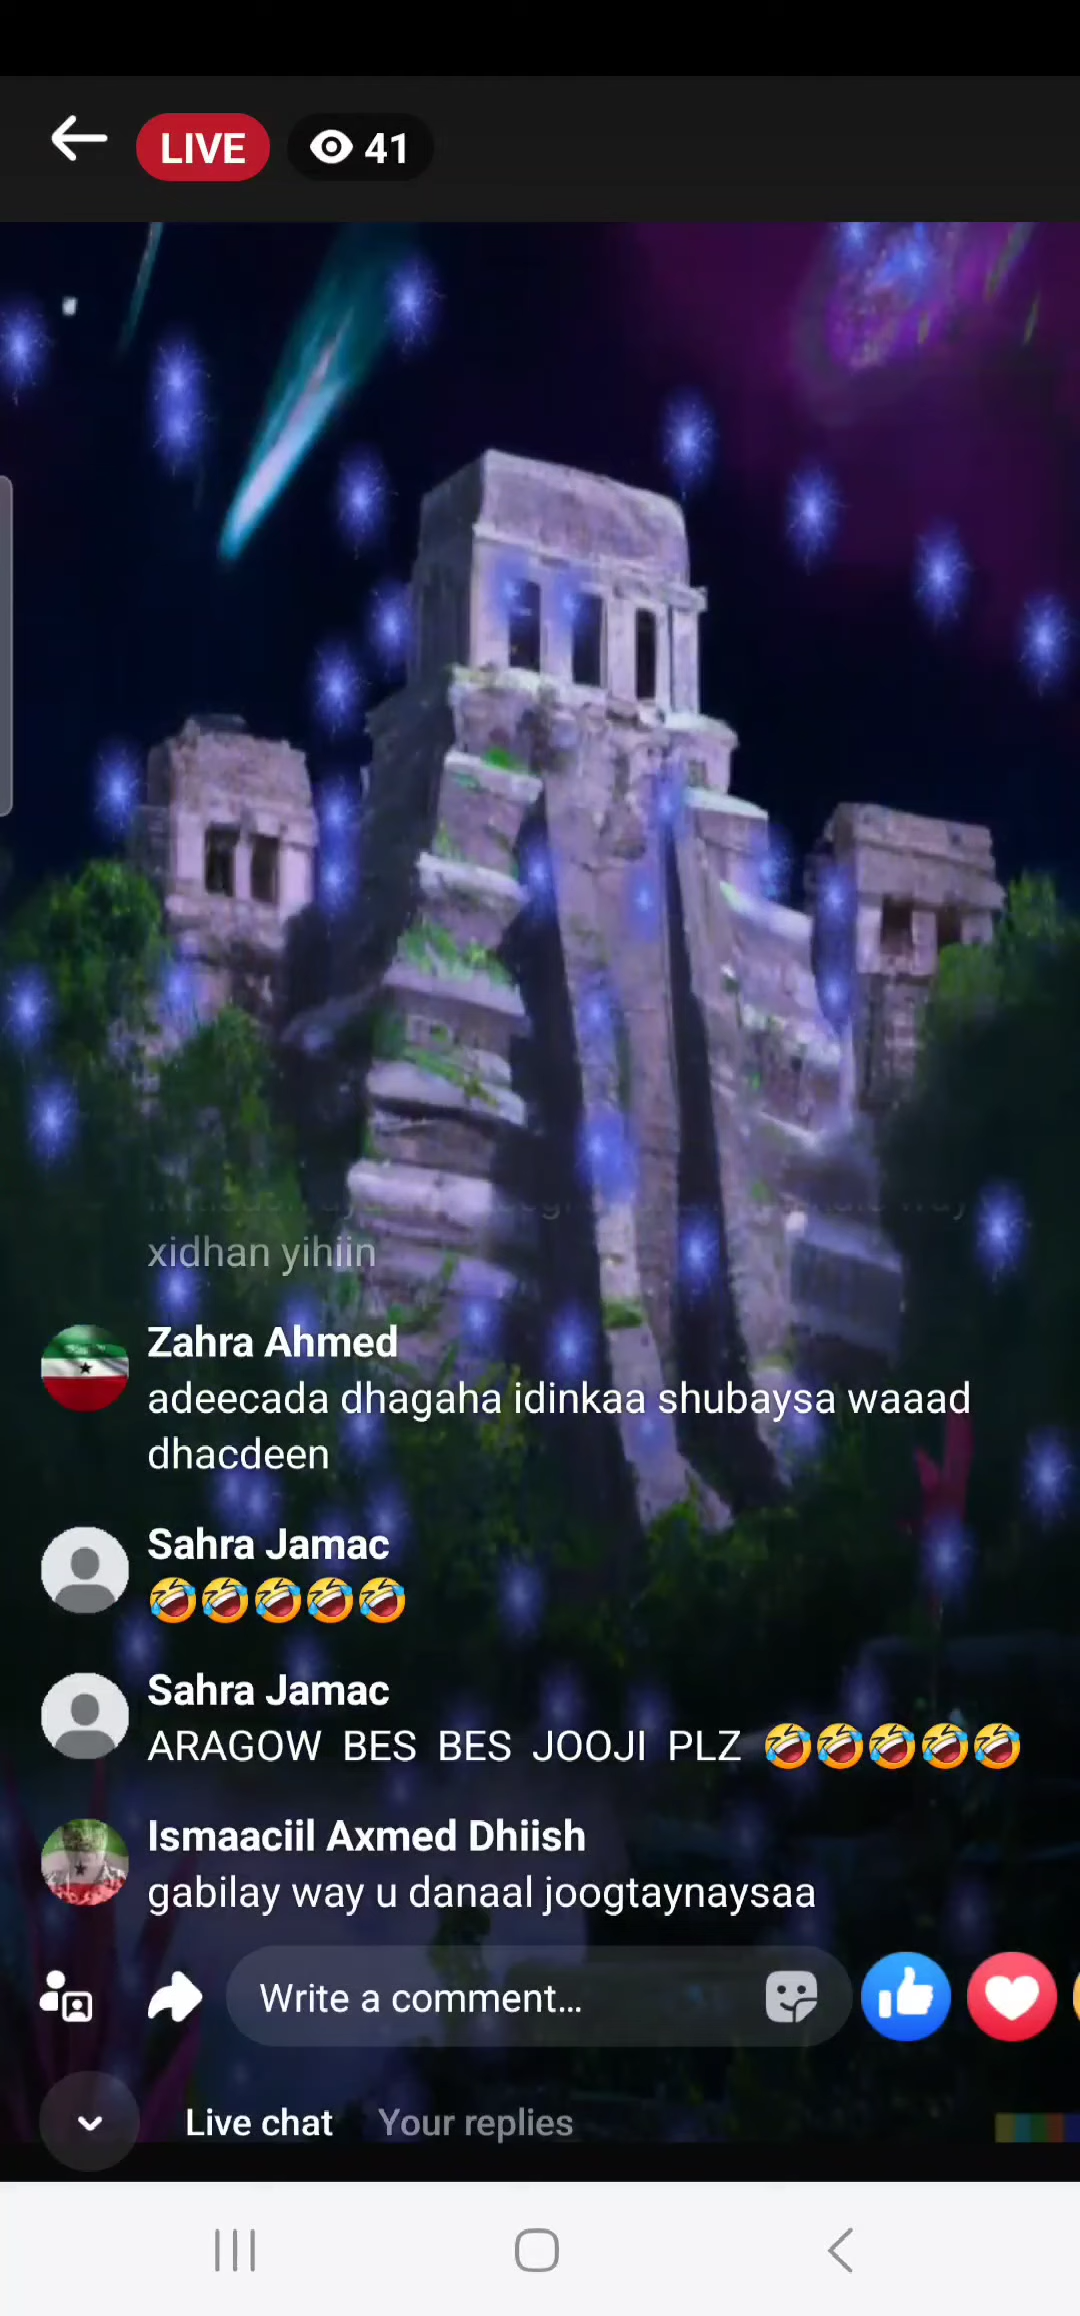 LIVE
41
xidhan yihiin
Zahra Ahmed
adeecada dhagaha idinkaa shubaysa waaad
dhacdeen
Sahra Jamac
🤣🤣🤣🤣🤣
Sahra Jamac
ARAGOW BES BES JOOJI PLZ 🤣🤣🤣🤣🤣
Ismaaciil Axmed Dhiish
gabilay way u danaal joogtaynaysaa
Write a comment...
Live chat Your replies